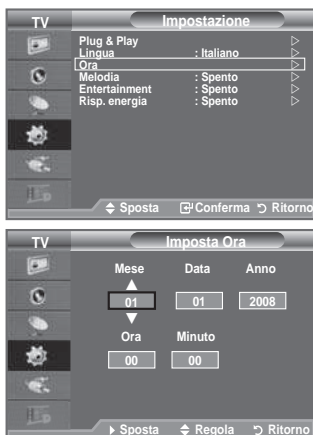 TV Impostazione
Plug & Play
Lingua : Italiano
Ora
Melodia : Spento
Entertainment : Spento
Risp. energia : Spento
Sposta Conferma Ritorno
TV Imposta Ora
Mese Data Anno
01 01 2008
Ora Minuto
00 00
Sposta Regola Ritorno